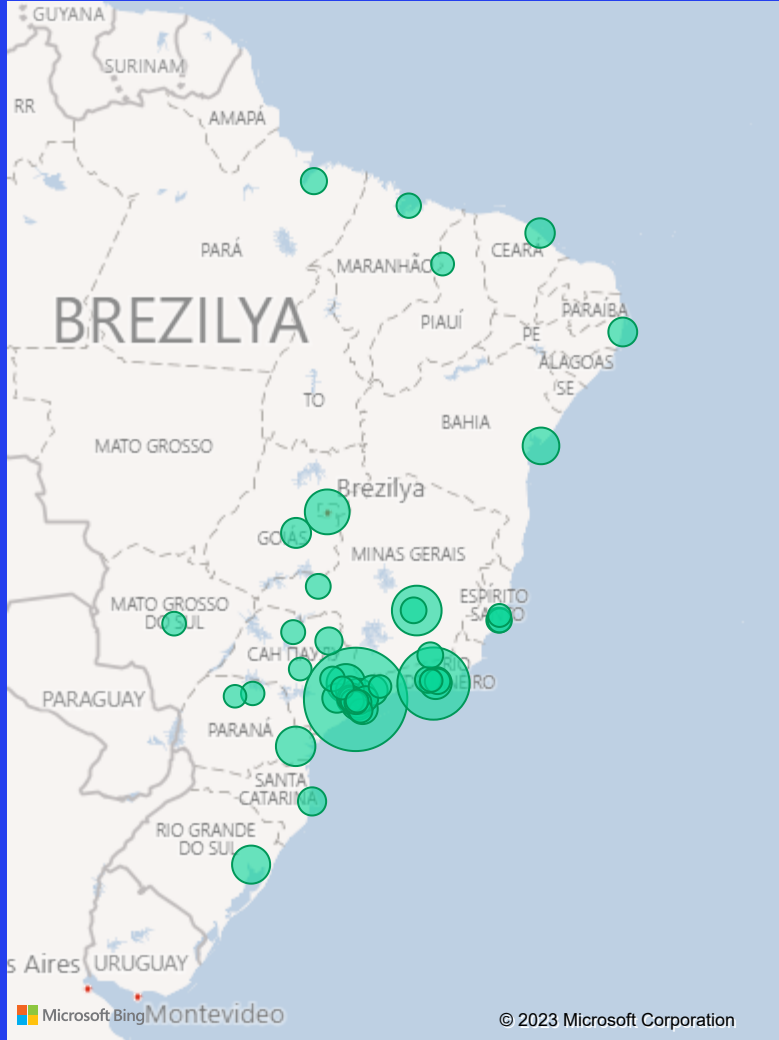 GUYANA
SURINAM
RR
AMAPÁ
PARÁ
MARANHÃO
CEARÁ
BREZILYA
PIAUÍ
PARAÍBA
PE
ALAGOAS
SE
TO
BAHIA
MATO GROSSO
Brezilya
GOIÁS
MINAS GERAIS
MATO GROSSO
DO SUL
ESPÍRITO
SANTO
RIO
PARAGUAY
PARANÁ
SANTA
CATARINA
RIO GRANDE
DO SUL
s Aires
URUGUAY
Microsoft Bing
Montevideo
© 2023 Microsoft Corporation